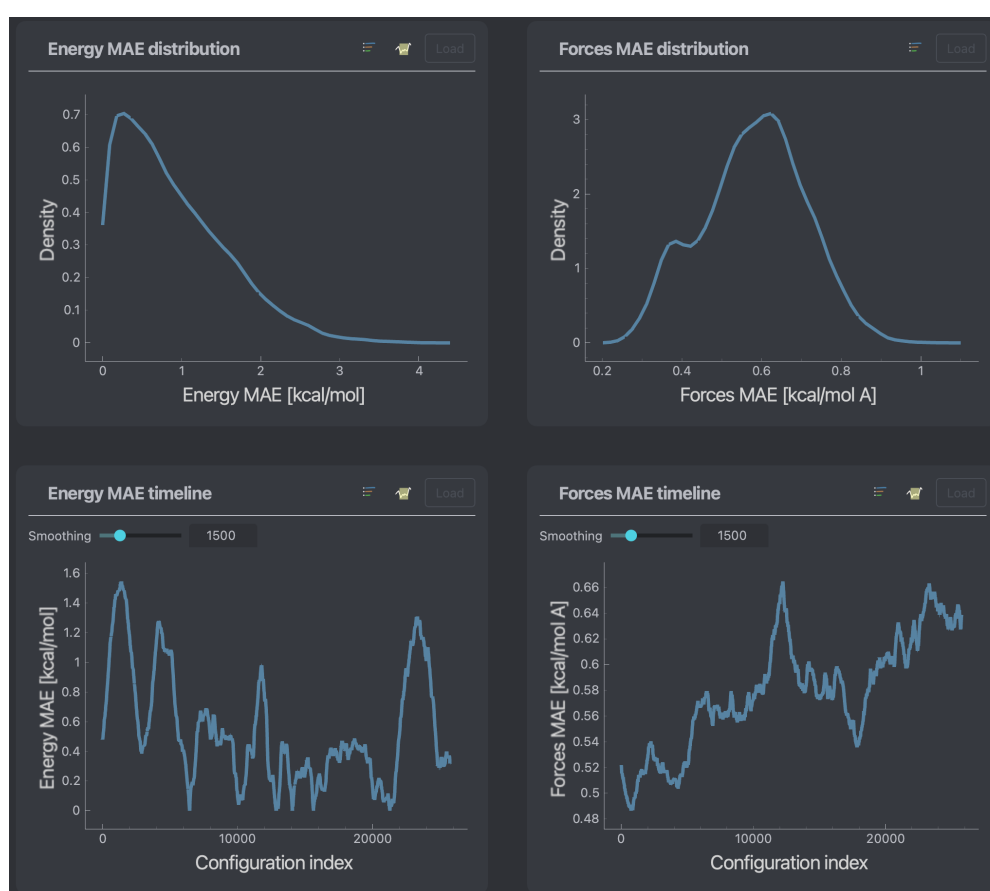 Energy MAE distribution
Load
Density
0.7
0.6
0.5
0.4
0.3
0.2
0.1
0
0 1 2 3 4
Energy MAE [kcal/mol]
Forces MAE distribution
Load
Density
3
2
1
0
0.2 0.4 0.6 0.8 1
Forces MAE [kcal/mol A]
Energy MAE timeline
Load
Smoothing 1500
Energy MAE [kcal/mol]
1.6
1.4
1.2
1
0.8
0.6
0.4
0.2
0
0 10000 20000
Configuration index
Forces MAE timeline
Load
Smoothing 1500
Forces MAE [kcal/mol A]
0.66
0.64
0.62
0.6
0.58
0.56
0.54
0.52
0.5
0.48
0 10000 20000
Configuration index